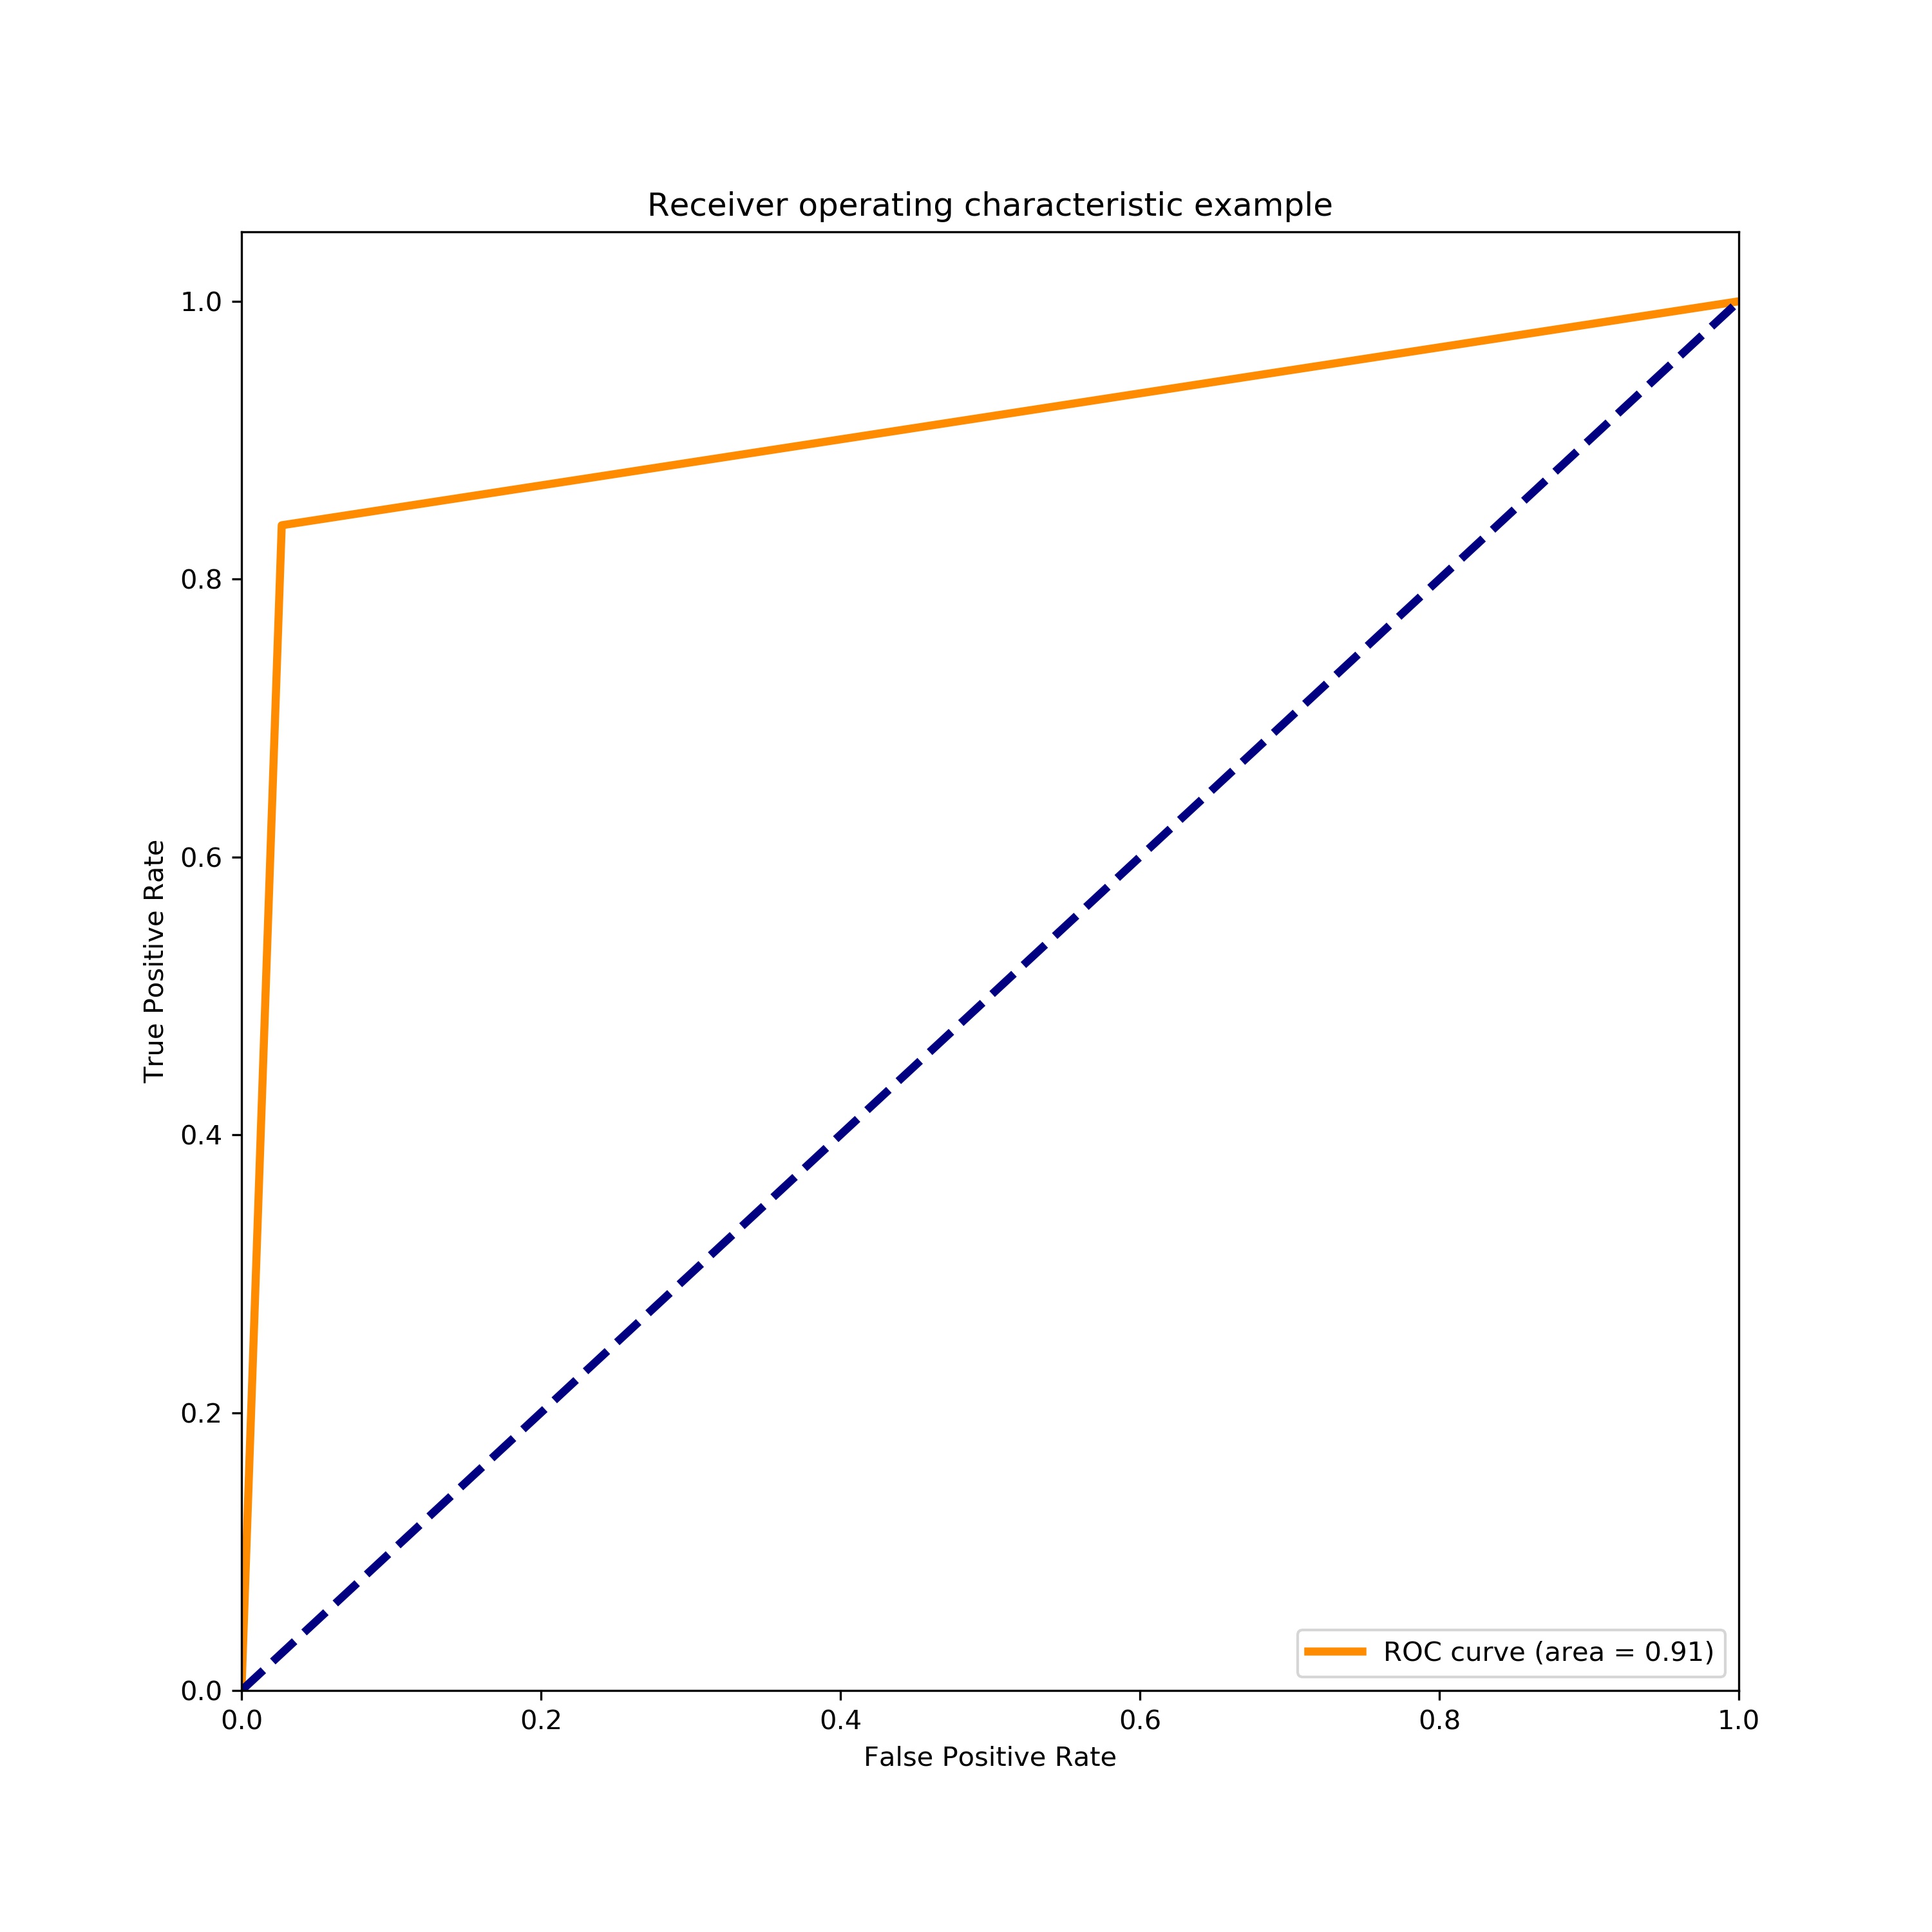 Receiver operating characteristic example
1.0
0.8
0.6
0.4
0.2
0.0
True Positive Rate
0.0 0.2 0.4 0.6 0.8 1.0
False Positive Rate
ROC curve (area = 0.91)